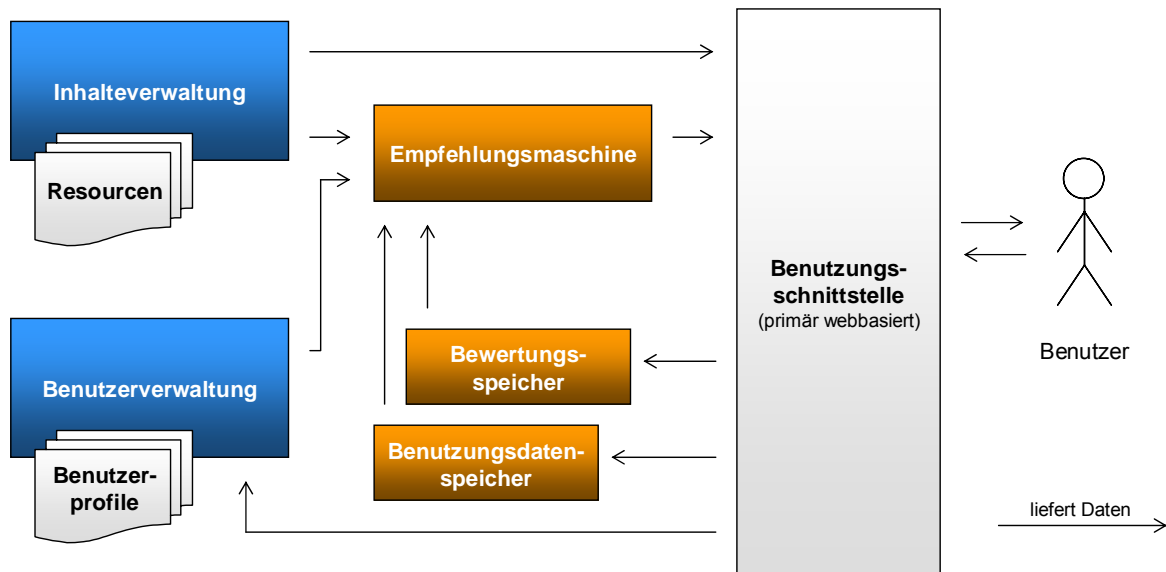 Inhalteverwaltung
Resourcen
Empfehlungsmaschine
Benutzungs-
schnittstelle
(primär webbasiert)
Benutzer
Benutzerverwaltung
Benutzer-
profile
Bewertungs-
speicher
Benutzungsdaten-
speicher
liefert Daten